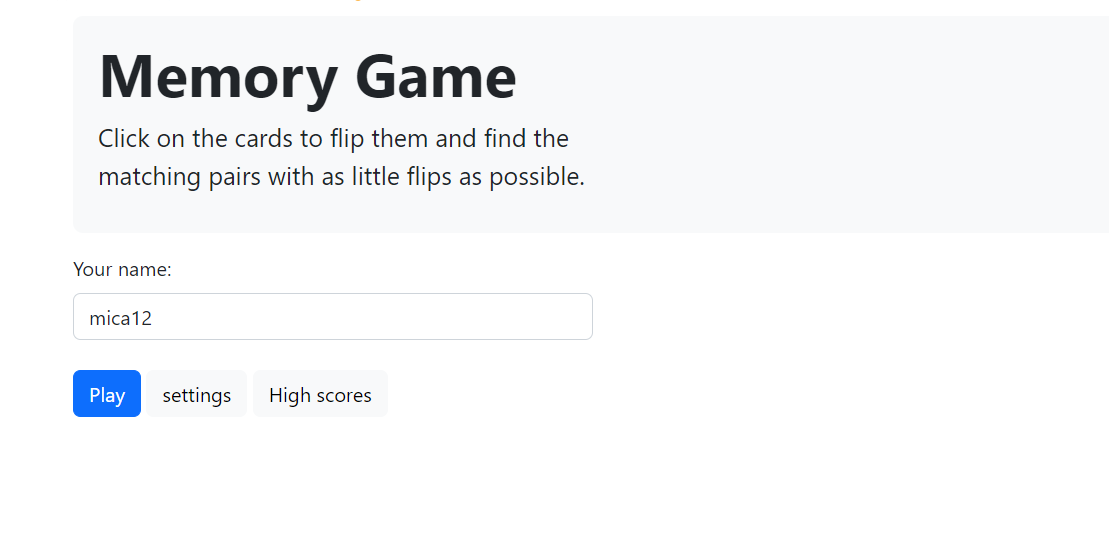 Memory Game
Click on the cards to flip them and find the
matching pairs with as little flips as possible.
Your name:
mica12
Play settings High scores